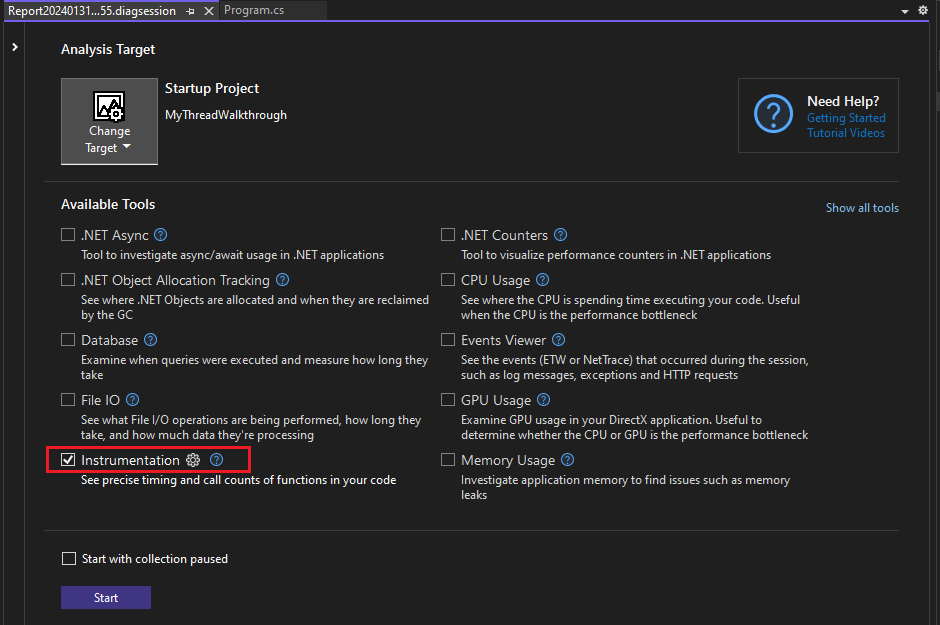 Report20240131...55.diagsession
Program.cs
Analysis Target
Change
Target
Startup Project
MyThreadWalkthrough
Need Help?
Getting Started
Tutorial Videos
Available Tools
Show all tools
.NET Async
Tool to investigate async/await usage in .NET applications
.NET Object Allocation Tracking
See where .NET Objects are allocated and when they are reclaimed
by the GC
Database
Examine when queries were executed and measure how long they
take
File IO
See what File I/O operations are being performed, how long they
take, and how much data they're processing
Instrumentation
See precise timing and call counts of functions in your code
.NET Counters
Tool to visualize performance counters in .NET applications
CPU Usage
See where the CPU is spending time executing your code. Useful
when the CPU is the performance bottleneck
Events Viewer
See the events (ETW or NetTrace) that occurred during the session,
such as log messages, exceptions and HTTP requests
GPU Usage
Examine GPU usage in your DirectX application. Useful to
determine whether the CPU or GPU is the performance bottleneck
Memory Usage
Investigate application memory to find issues such as memory
leaks
Start with collection paused
Start